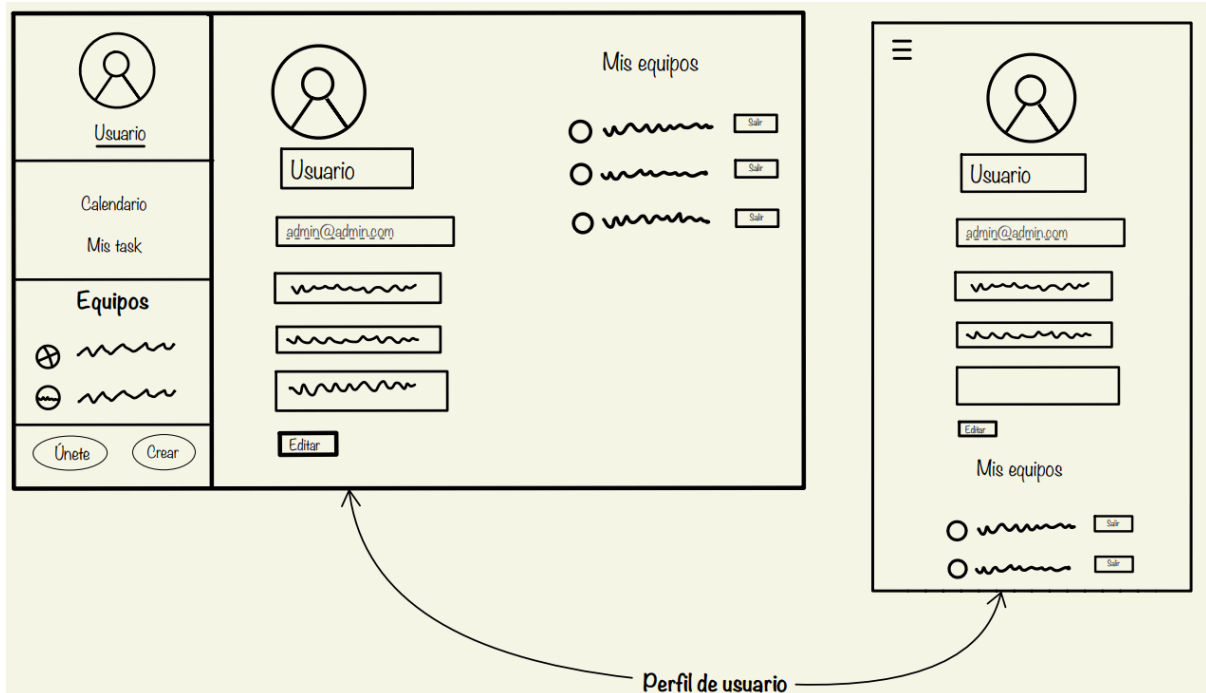 Usuario
Calendario
Mis task
Equipos
Únete
Crear
Usuario
admin@admin.com
Editar
Mis equipos
Salir
Salir
Salir
Usuario
admin@admin.com
Editar
Mis equipos
Salir
Salir
Perfil de usuario